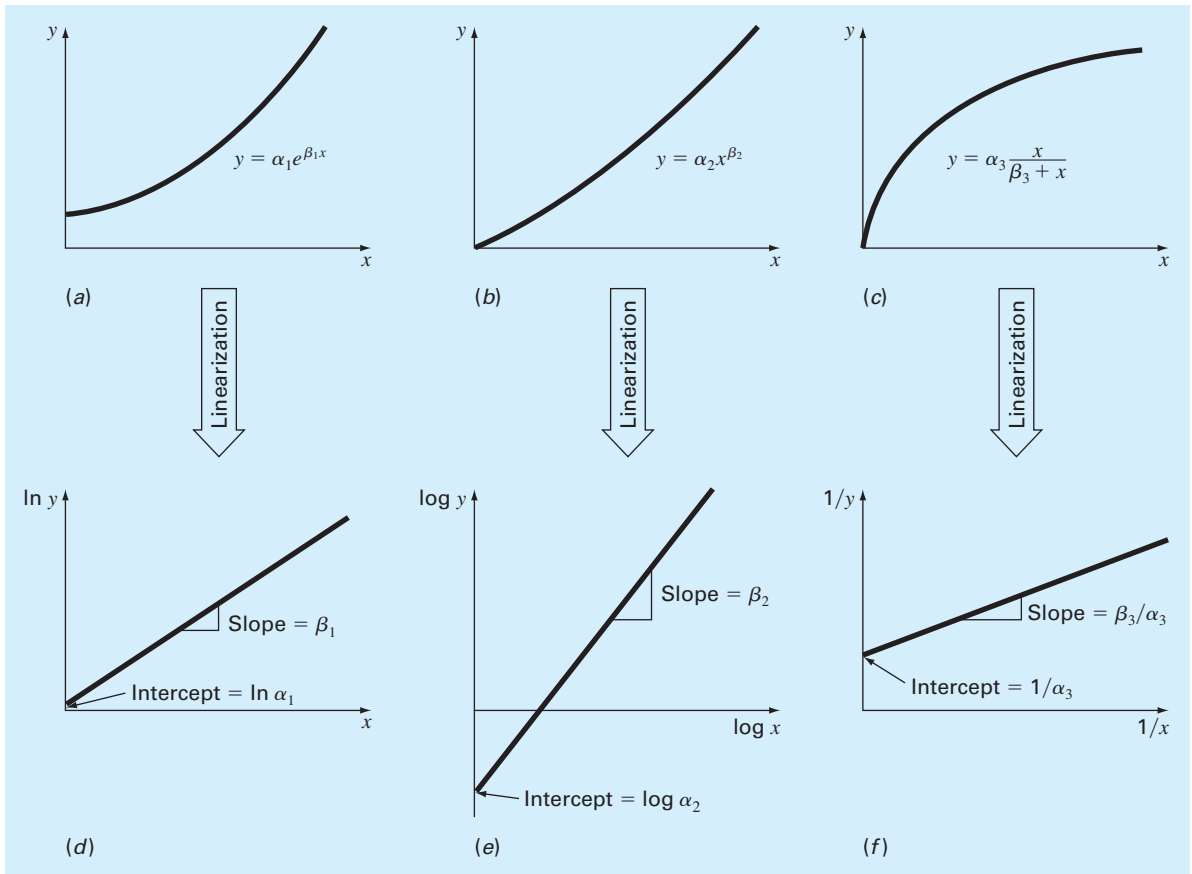 y
y = α₁e^{β₁x}
x
(a)
y
y = α₂x^{β₂}
x
(b)
y
y = α₃ x/(β₃ + x)
x
(c)
Linearization
Linearization
Linearization
ln y
Slope = β₁
Intercept = ln α₁
x
(d)
log y
Slope = β₂
log x
Intercept = log α₂
(e)
1/y
Slope = β₃/α₃
Intercept = 1/α₃
1/x
(f)